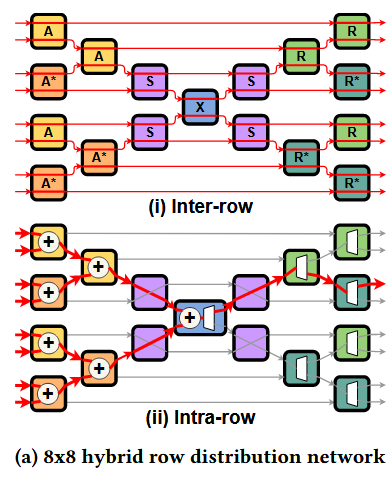 A R
A R
A* S S R*
X
A S S R
A* R*
A* R*
(i) Inter-row
+
+
+
+
+
+
+
(ii) Intra-row
(a) 8x8 hybrid row distribution network